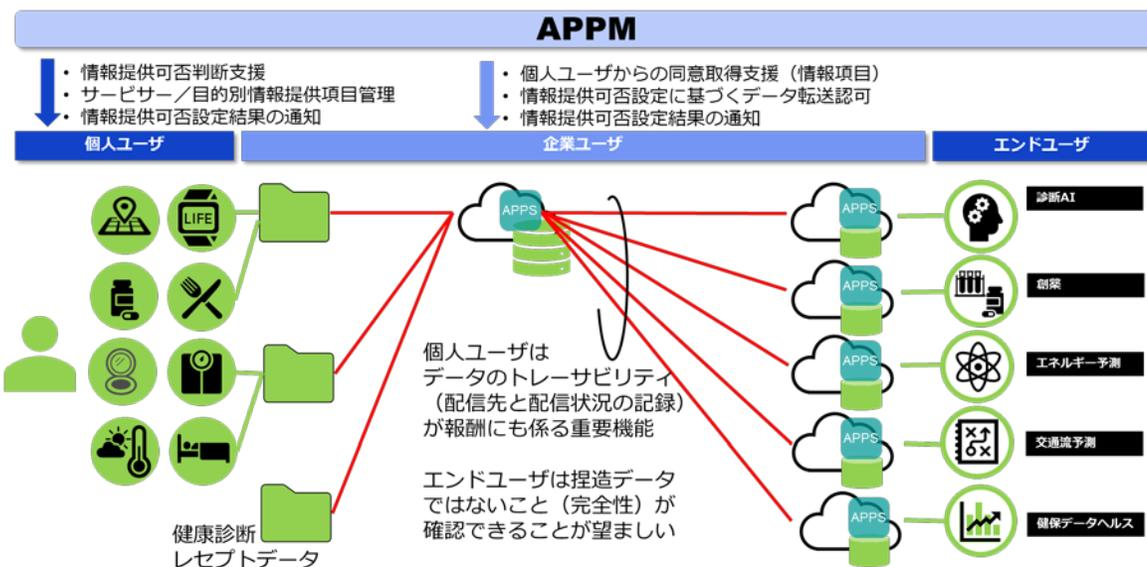 APPM
・ 情報提供可否判断支援
・ サービサー／目的別情報提供項目管理
・ 情報提供可否設定結果の通知
・ 個人ユーザからの同意取得支援（情報項目）
・ 情報提供可否設定に基づくデータ転送認可
・ 情報提供可否設定結果の通知
個人ユーザ
企業ユーザ
エンドユーザ
LIFE
APPS
APPS
診断AI
APPS
創薬
APPS
エネルギー予測
APPS
交通流予測
APPS
健保データヘルス
個人ユーザは
データのトレーサビリティ
（配信先と配信状況の記録）
が報酬にも係る重要機能
エンドユーザは捏造データ
ではないこと（完全性）が
確認できることが望ましい
健康診断
レセプトデータ